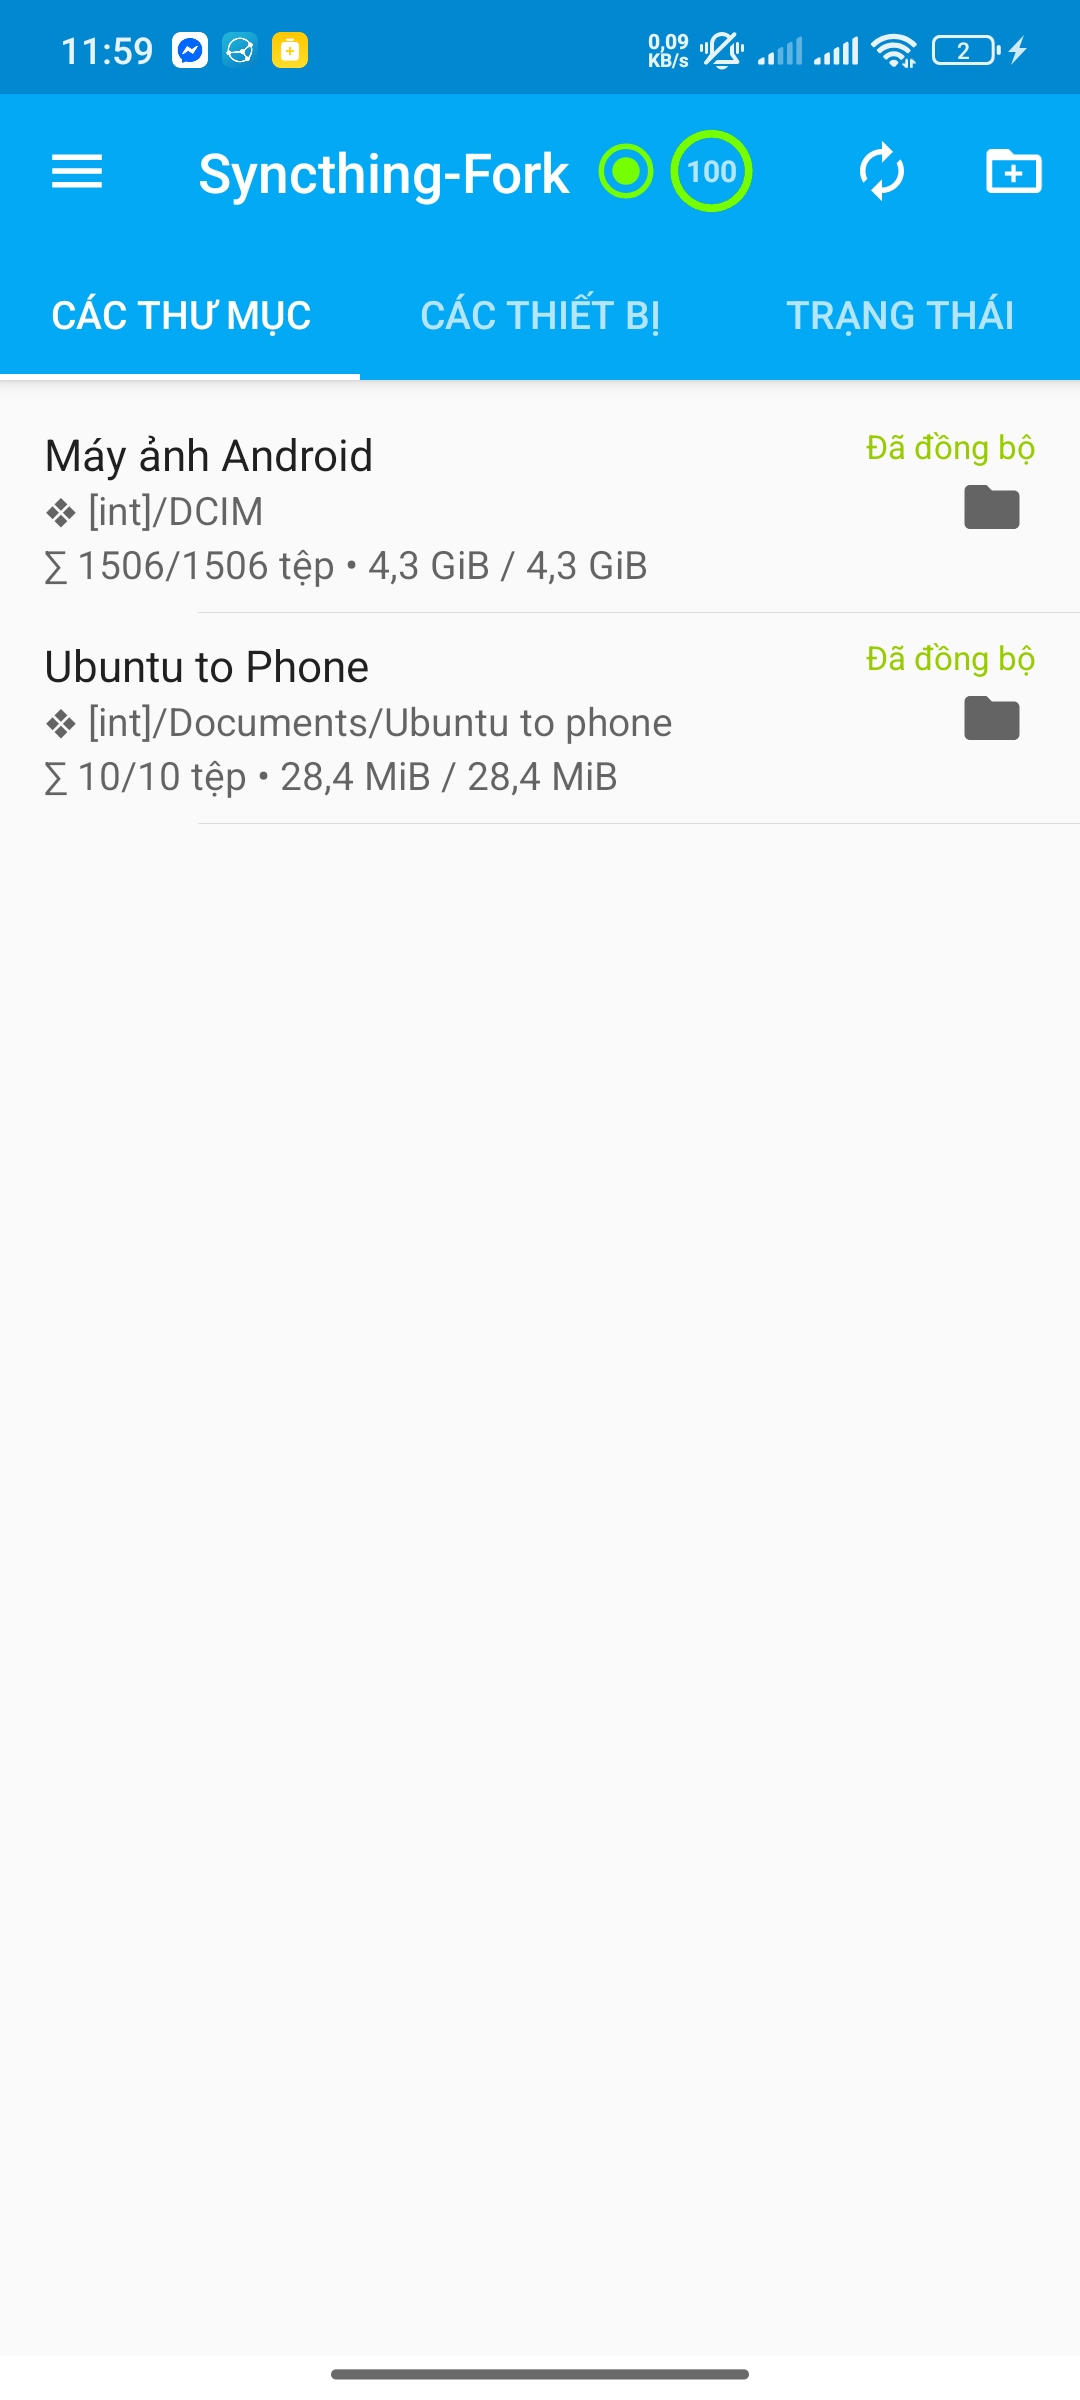 11:59
0,09
KB/s
2
Syncthing-Fork
100
CÁC THƯ MỤC
CÁC THIẾT BỊ
TRẠNG THÁI
Máy ảnh Android
Đã đồng bộ
❖ [int]/DCIM
∑ 1506/1506 tệp • 4,3 GiB / 4,3 GiB
Ubuntu to Phone
Đã đồng bộ
❖ [int]/Documents/Ubuntu to phone
∑ 10/10 tệp • 28,4 MiB / 28,4 MiB